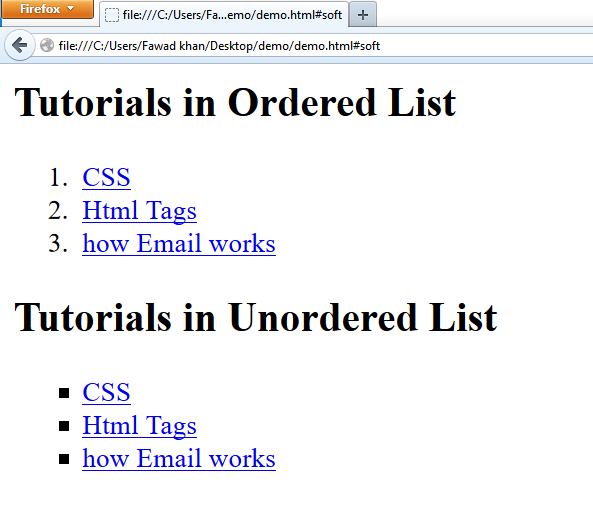 Firefox
file:///C:/Users/Fa...emo/demo.html#soft
file:///C:/Users/Fawad khan/Desktop/demo/demo.html#soft
Tutorials in Ordered List
1. CSS
2. Html Tags
3. how Email works
Tutorials in Unordered List
▪ CSS
▪ Html Tags
▪ how Email works